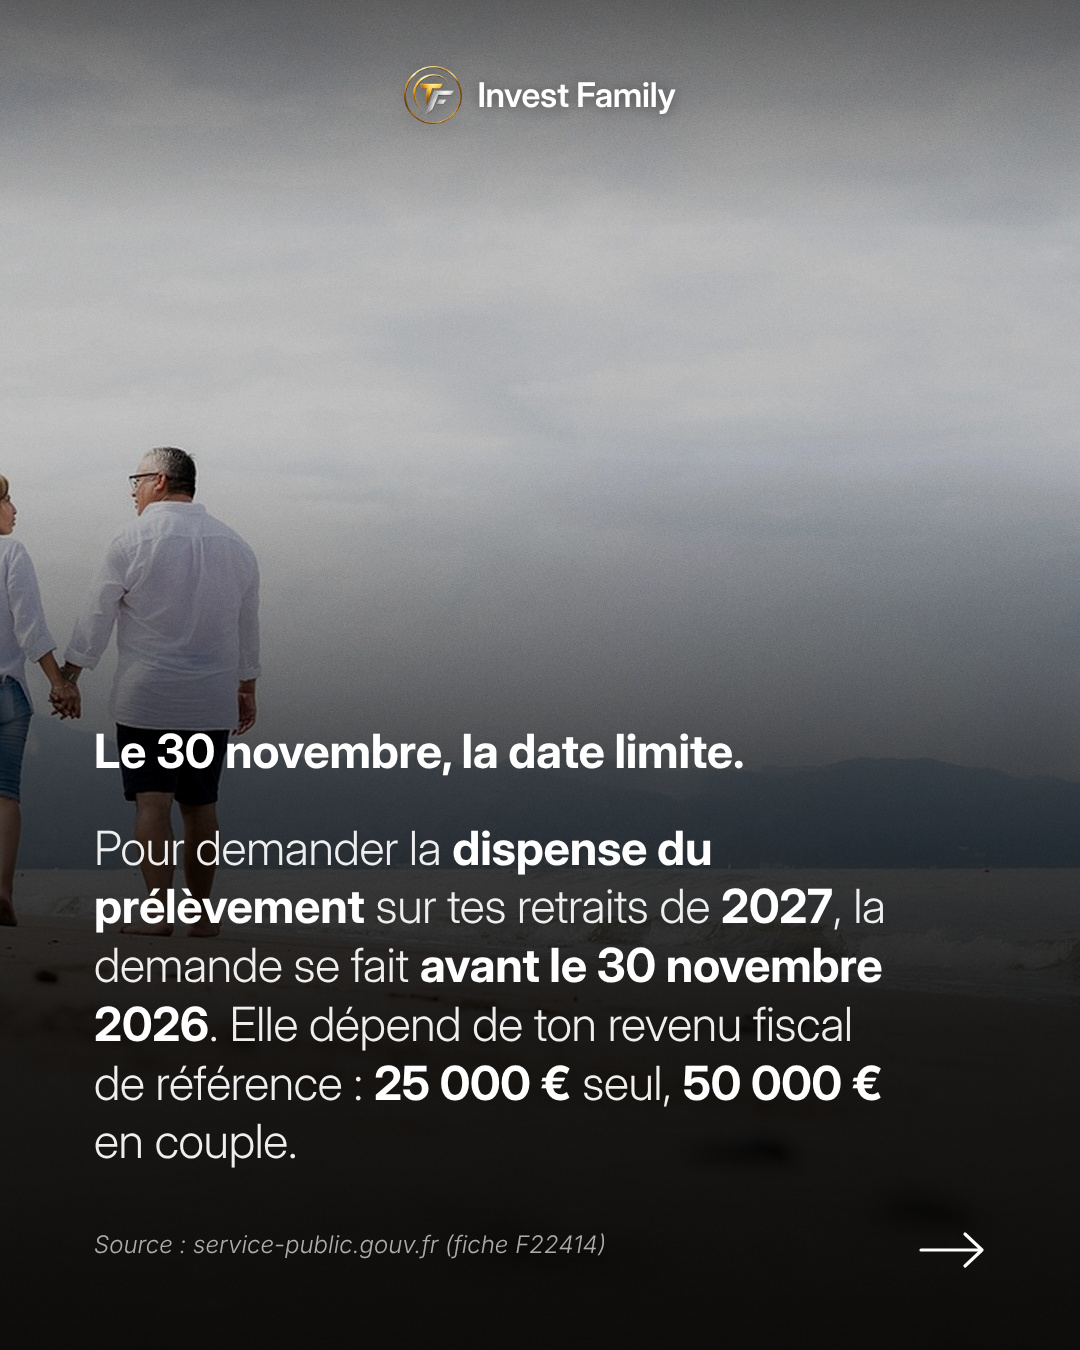 TF Invest Family
Le 30 novembre, la date limite.
Pour demander la dispense du
prélèvement sur tes retraits de 2027, la
demande se fait avant le 30 novembre
2026. Elle dépend de ton revenu fiscal
de référence : 25 000 € seul, 50 000 €
en couple.
Source : service-public.gouv.fr (fiche F22414)